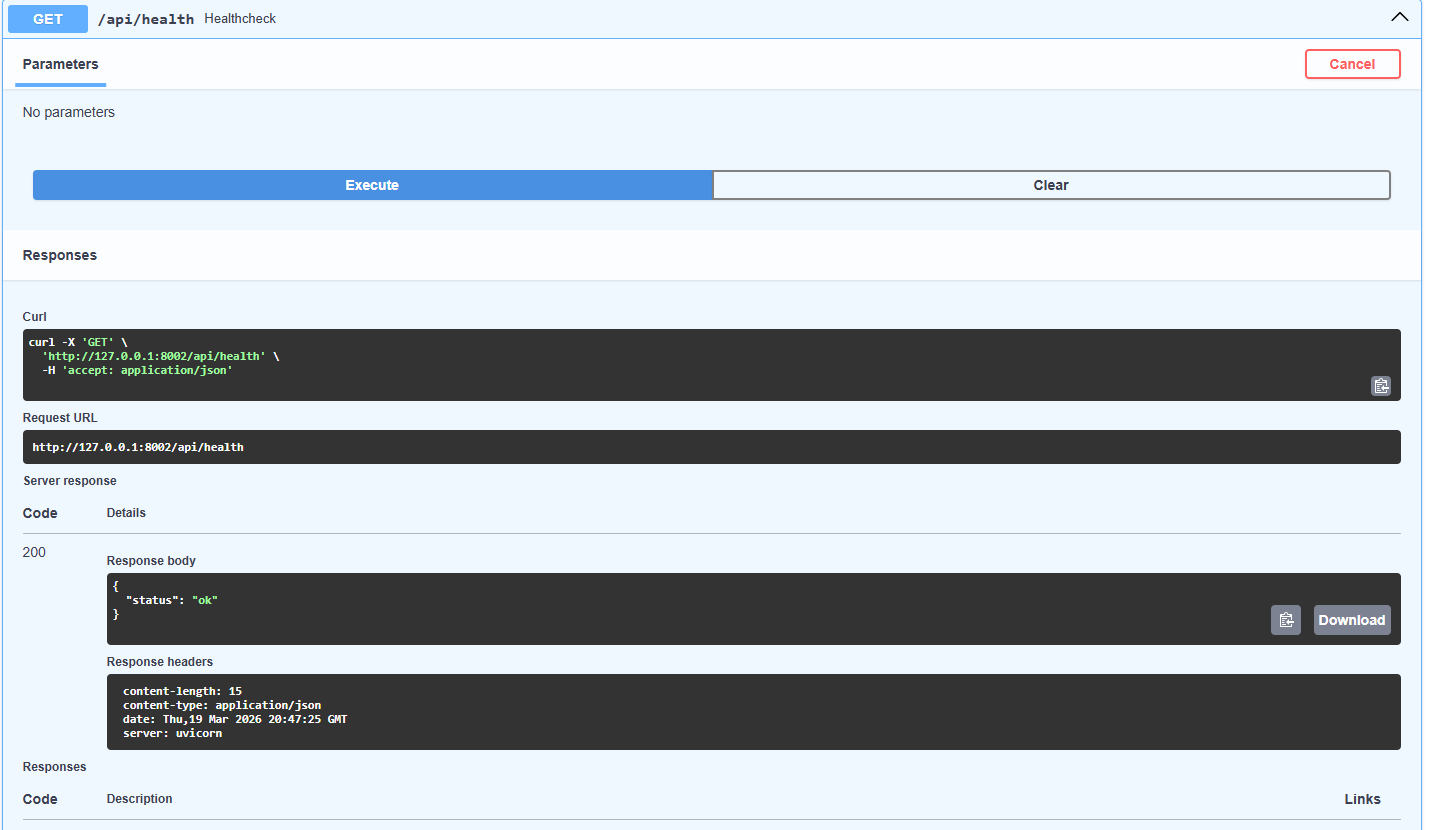 GET /api/health Healthcheck
Parameters Cancel
No parameters
Execute Clear
Responses
Curl
curl -X 'GET' \
  'http://127.0.0.1:8002/api/health' \
  -H 'accept: application/json'
Request URL
http://127.0.0.1:8002/api/health
Server response
Code Details
200
Response body
{
  "status": "ok"
}
Download
Response headers
content-length: 15
content-type: application/json
date: Thu,19 Mar 2026 20:47:25 GMT
server: uvicorn
Responses
Code Description Links